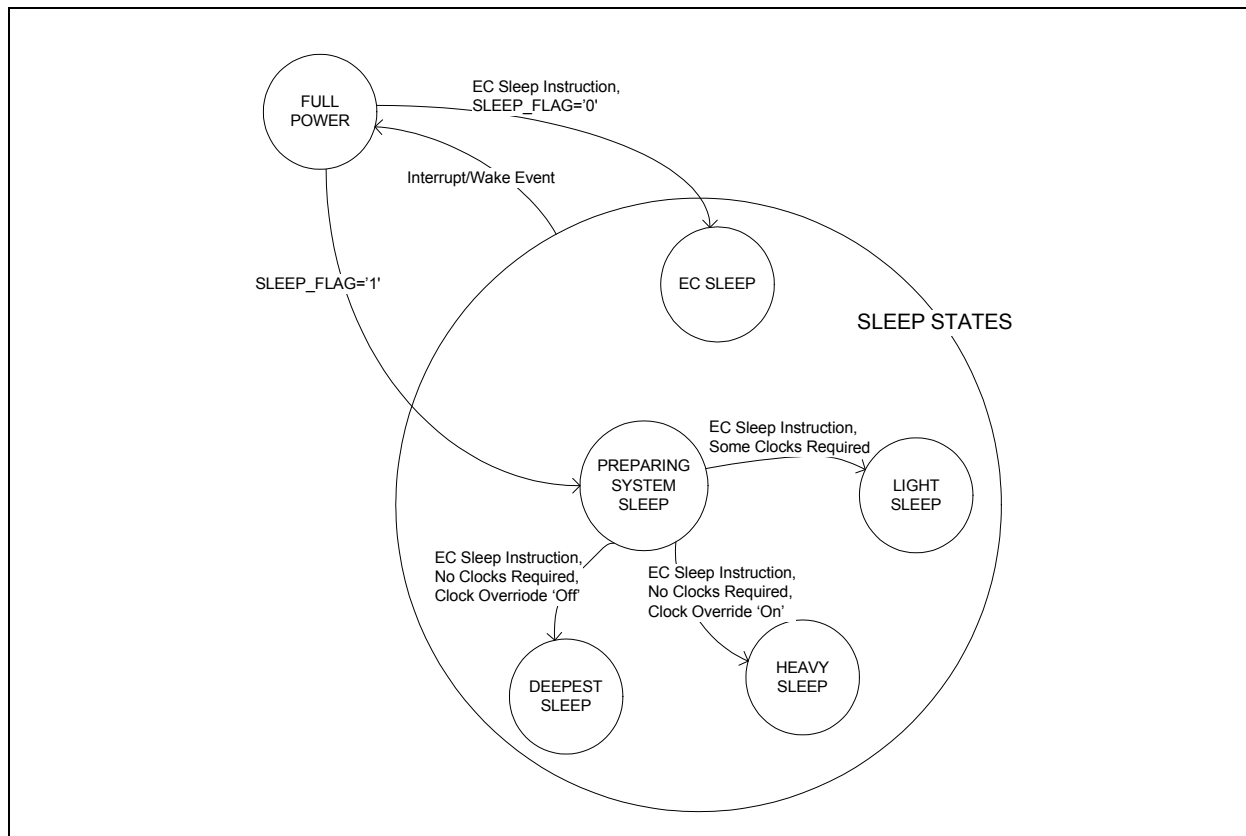 FULL
POWER
EC Sleep Instruction,
SLEEP_FLAG='0'
Interrupt/Wake Event
SLEEP_FLAG=’1'
EC SLEEP
SLEEP STATES
EC Sleep Instruction,
Some Clocks Required
PREPARING
SYSTEM
SLEEP
LIGHT
SLEEP
EC Sleep Instruction,
No Clocks Required,
Clock Overriode ‘Off’
EC Sleep Instruction,
No Clocks Required,
Clock Override ‘On’
DEEPEST
SLEEP
HEAVY
SLEEP